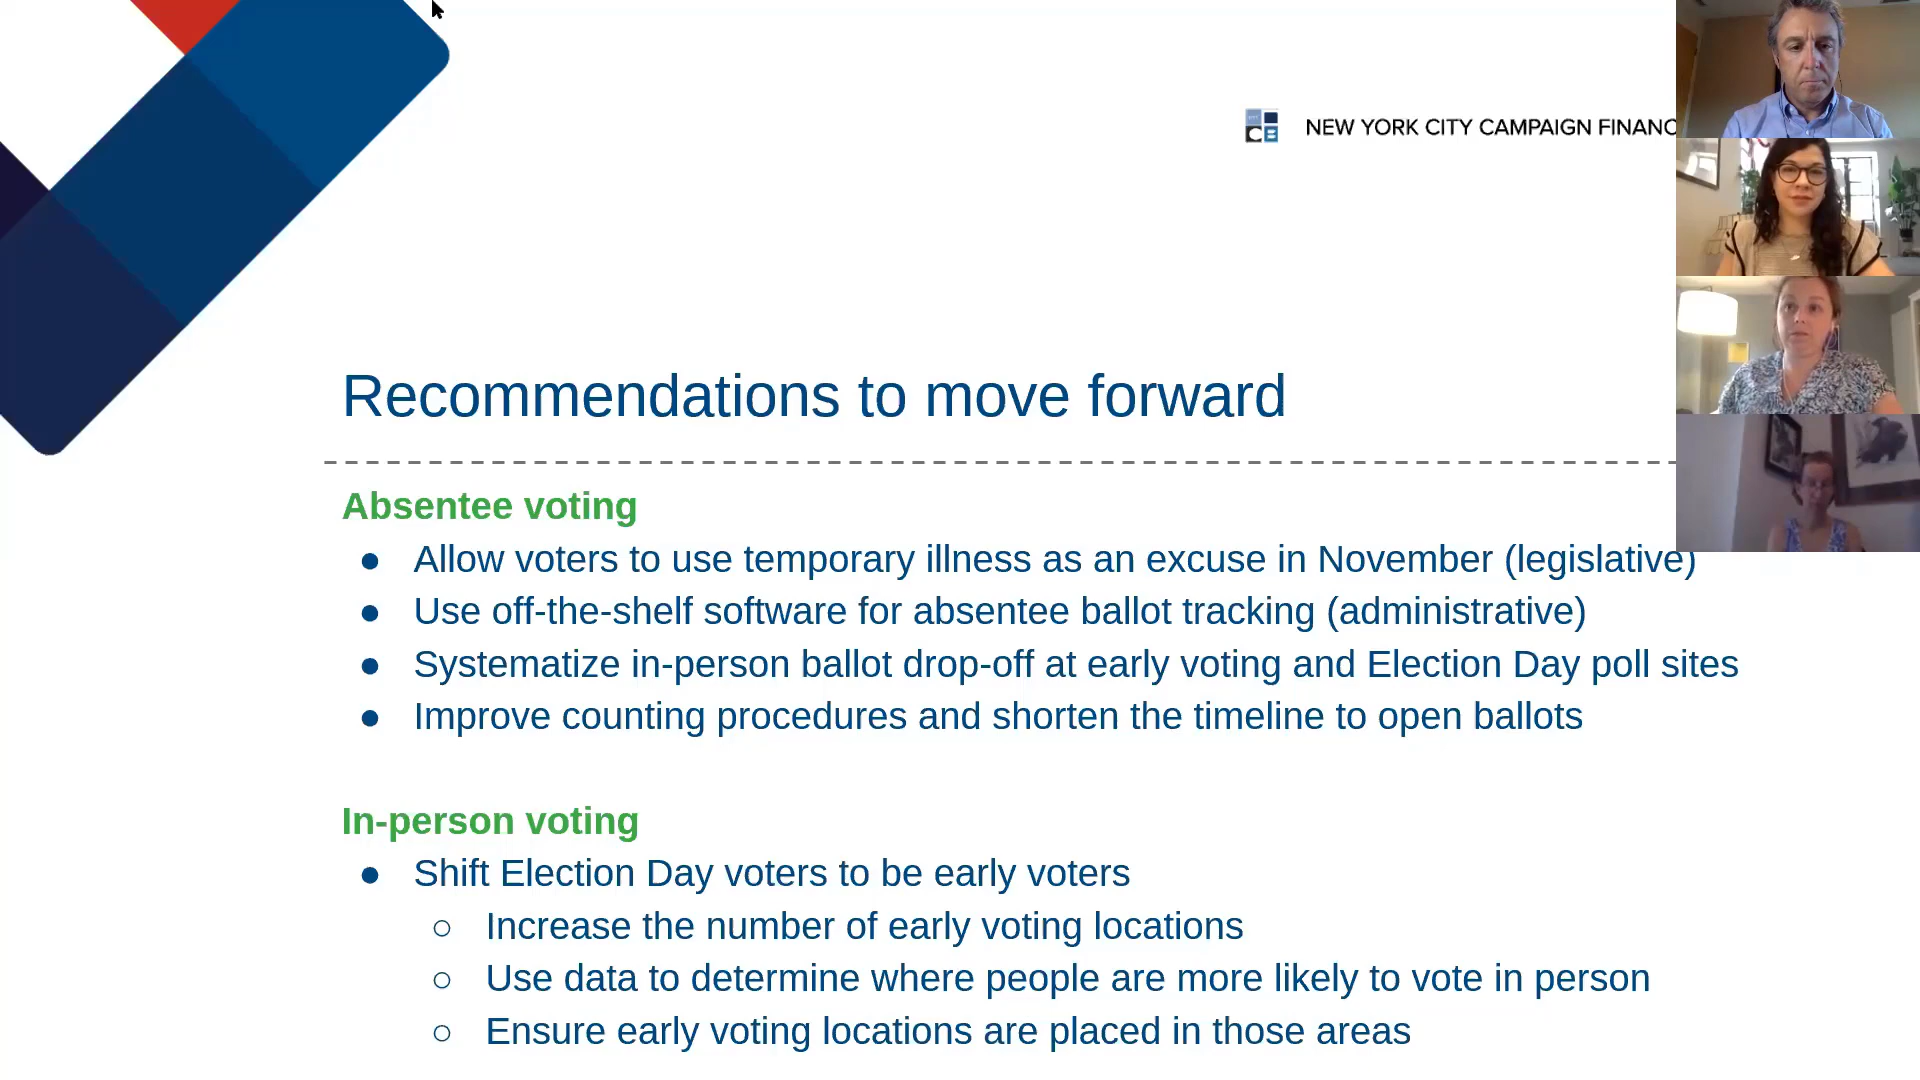 NEW YORK CITY CAMPAIGN FINANC
Recommendations to move forward
Absentee voting
● Allow voters to use temporary illness as an excuse in November (legislative)
● Use off-the-shelf software for absentee ballot tracking (administrative)
● Systematize in-person ballot drop-off at early voting and Election Day poll sites
● Improve counting procedures and shorten the timeline to open ballots
In-person voting
● Shift Election Day voters to be early voters
○ Increase the number of early voting locations
○ Use data to determine where people are more likely to vote in person
○ Ensure early voting locations are placed in those areas